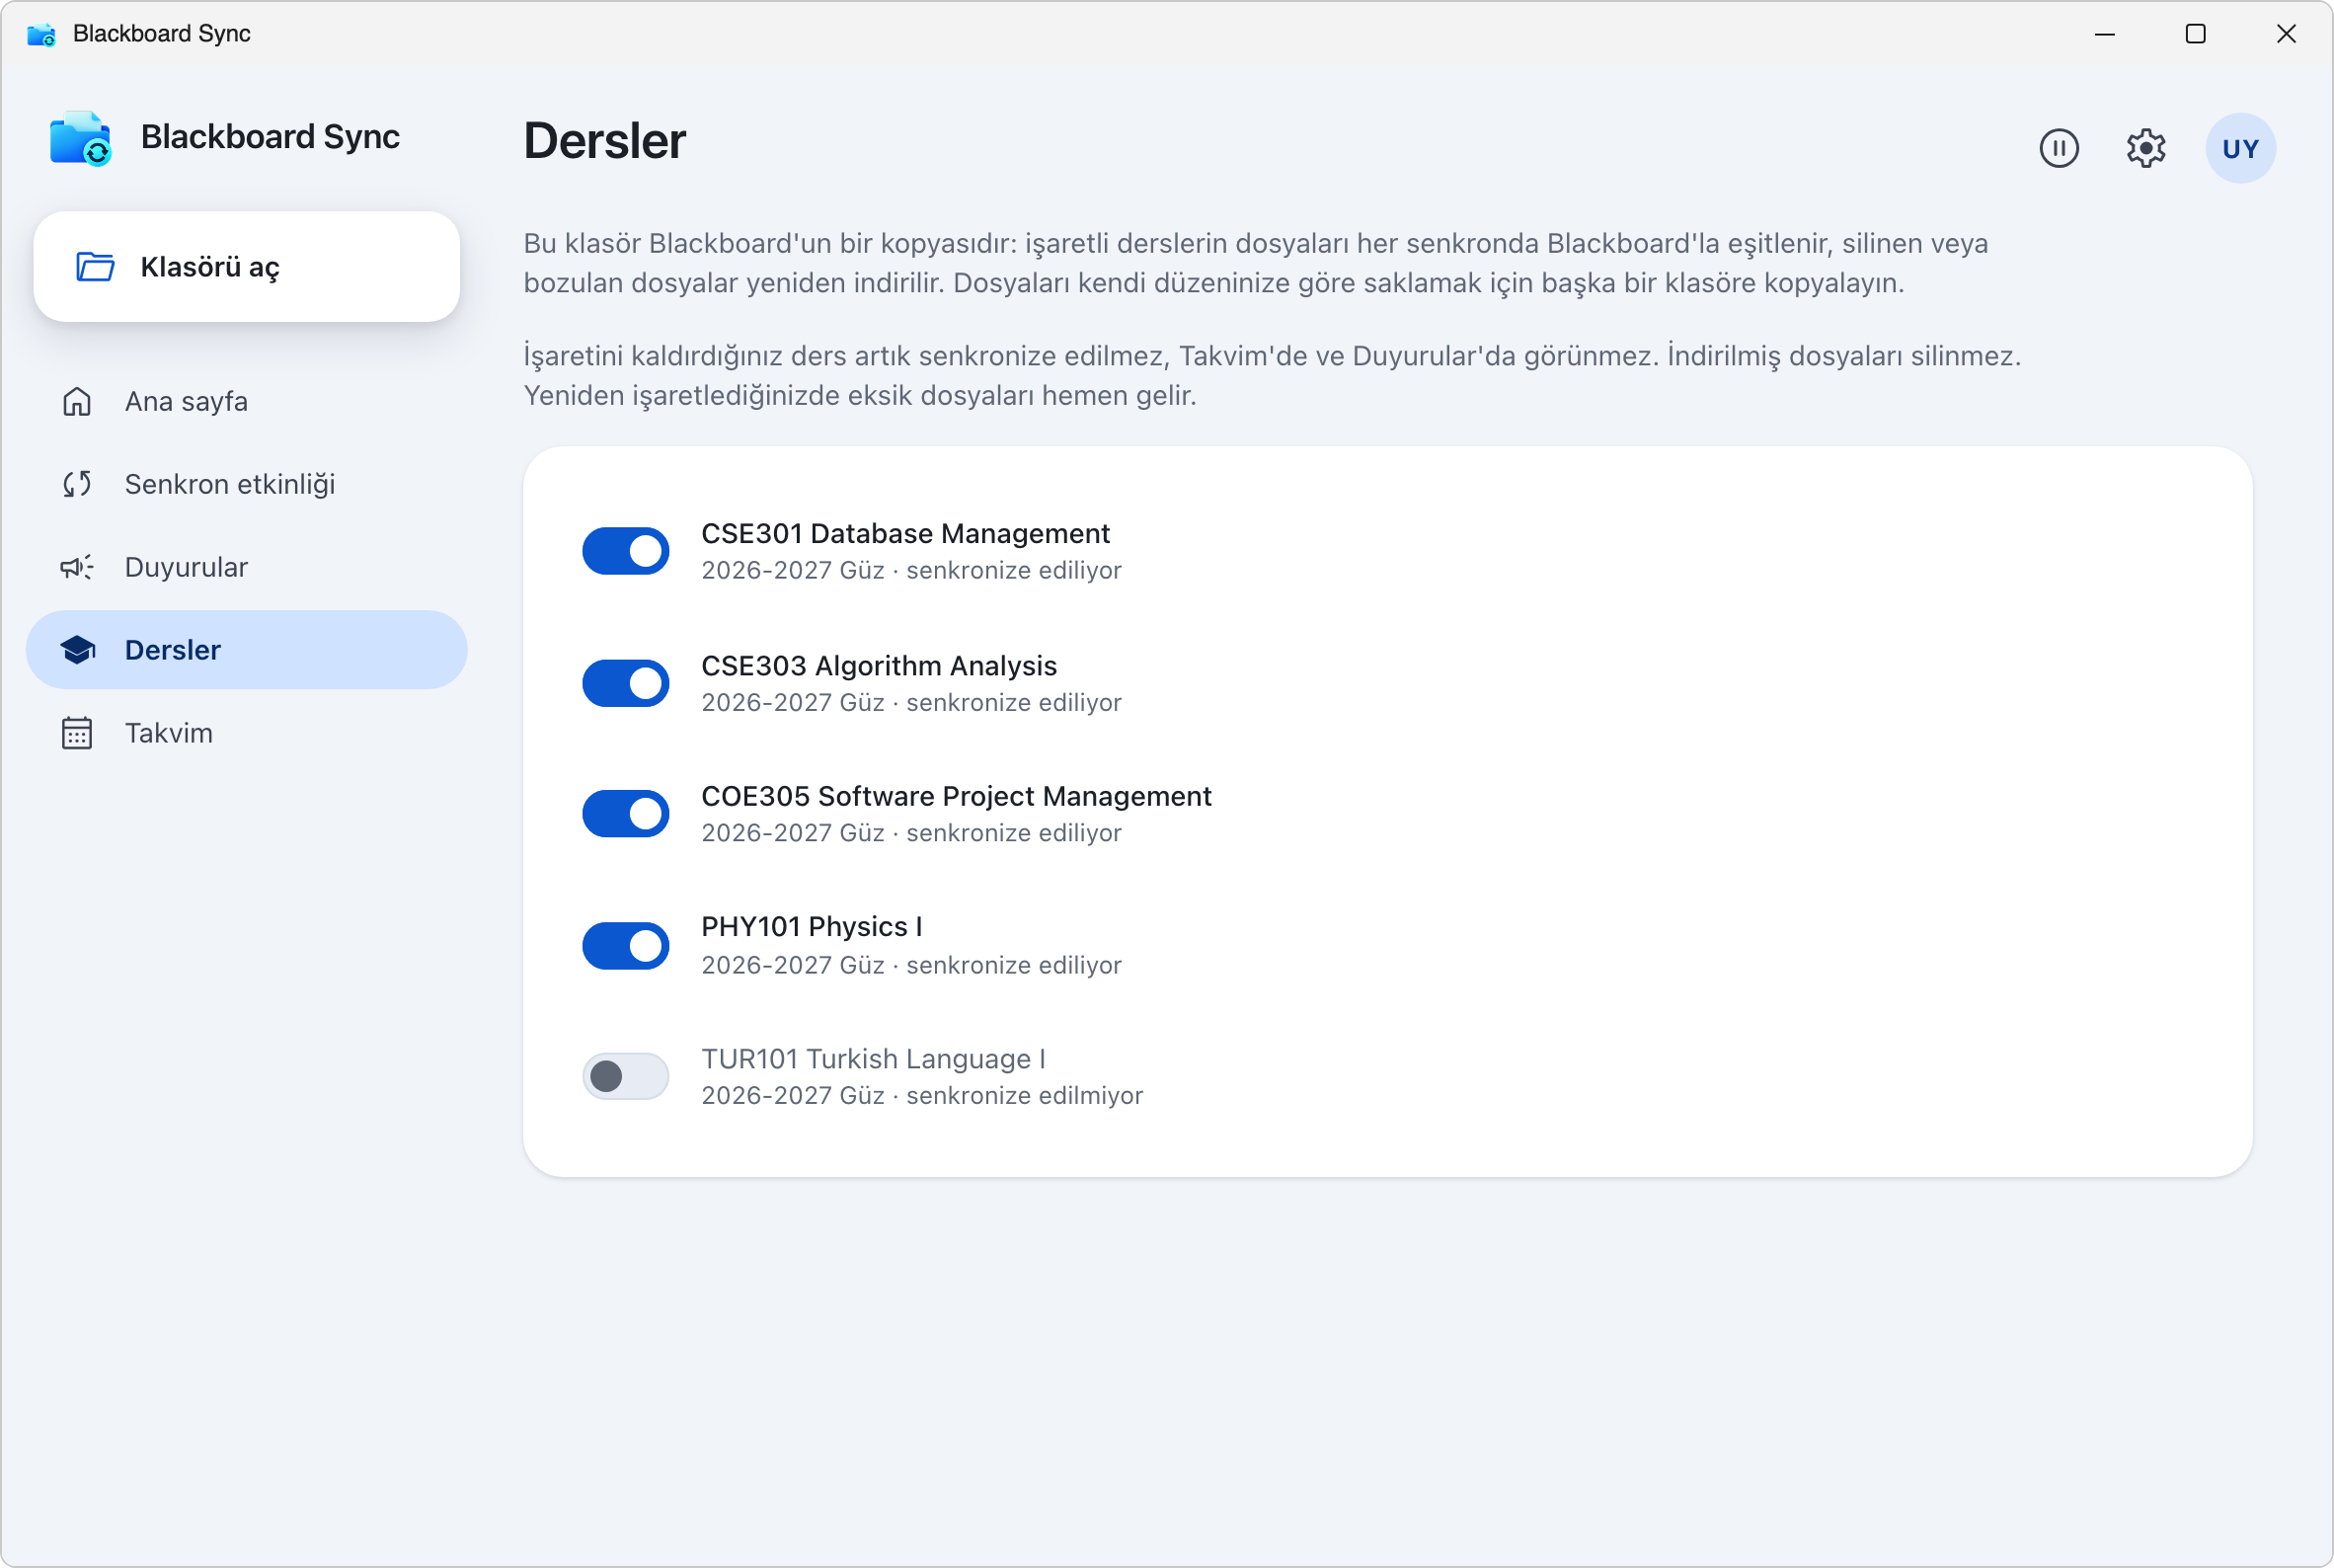 Blackboard Sync
Blackboard Sync
Klasörü aç
Ana sayfa
Senkron etkinliği
Duyurular
Dersler
Takvim
Dersler
UY
Bu klasör Blackboard'un bir kopyasıdır: işaretli derslerin dosyaları her senkronda Blackboard'la eşitlenir, silinen veya
bozulan dosyalar yeniden indirilir. Dosyaları kendi düzeninize göre saklamak için başka bir klasöre kopyalayın.
İşaretini kaldırdığınız ders artık senkronize edilmez, Takvim'de ve Duyurular'da görünmez. İndirilmiş dosyaları silinmez.
Yeniden işaretlediğinizde eksik dosyaları hemen gelir.
CSE301 Database Management
2026-2027 Güz · senkronize ediliyor
CSE303 Algorithm Analysis
2026-2027 Güz · senkronize ediliyor
COE305 Software Project Management
2026-2027 Güz · senkronize ediliyor
PHY101 Physics I
2026-2027 Güz · senkronize ediliyor
TUR101 Turkish Language I
2026-2027 Güz · senkronize edilmiyor